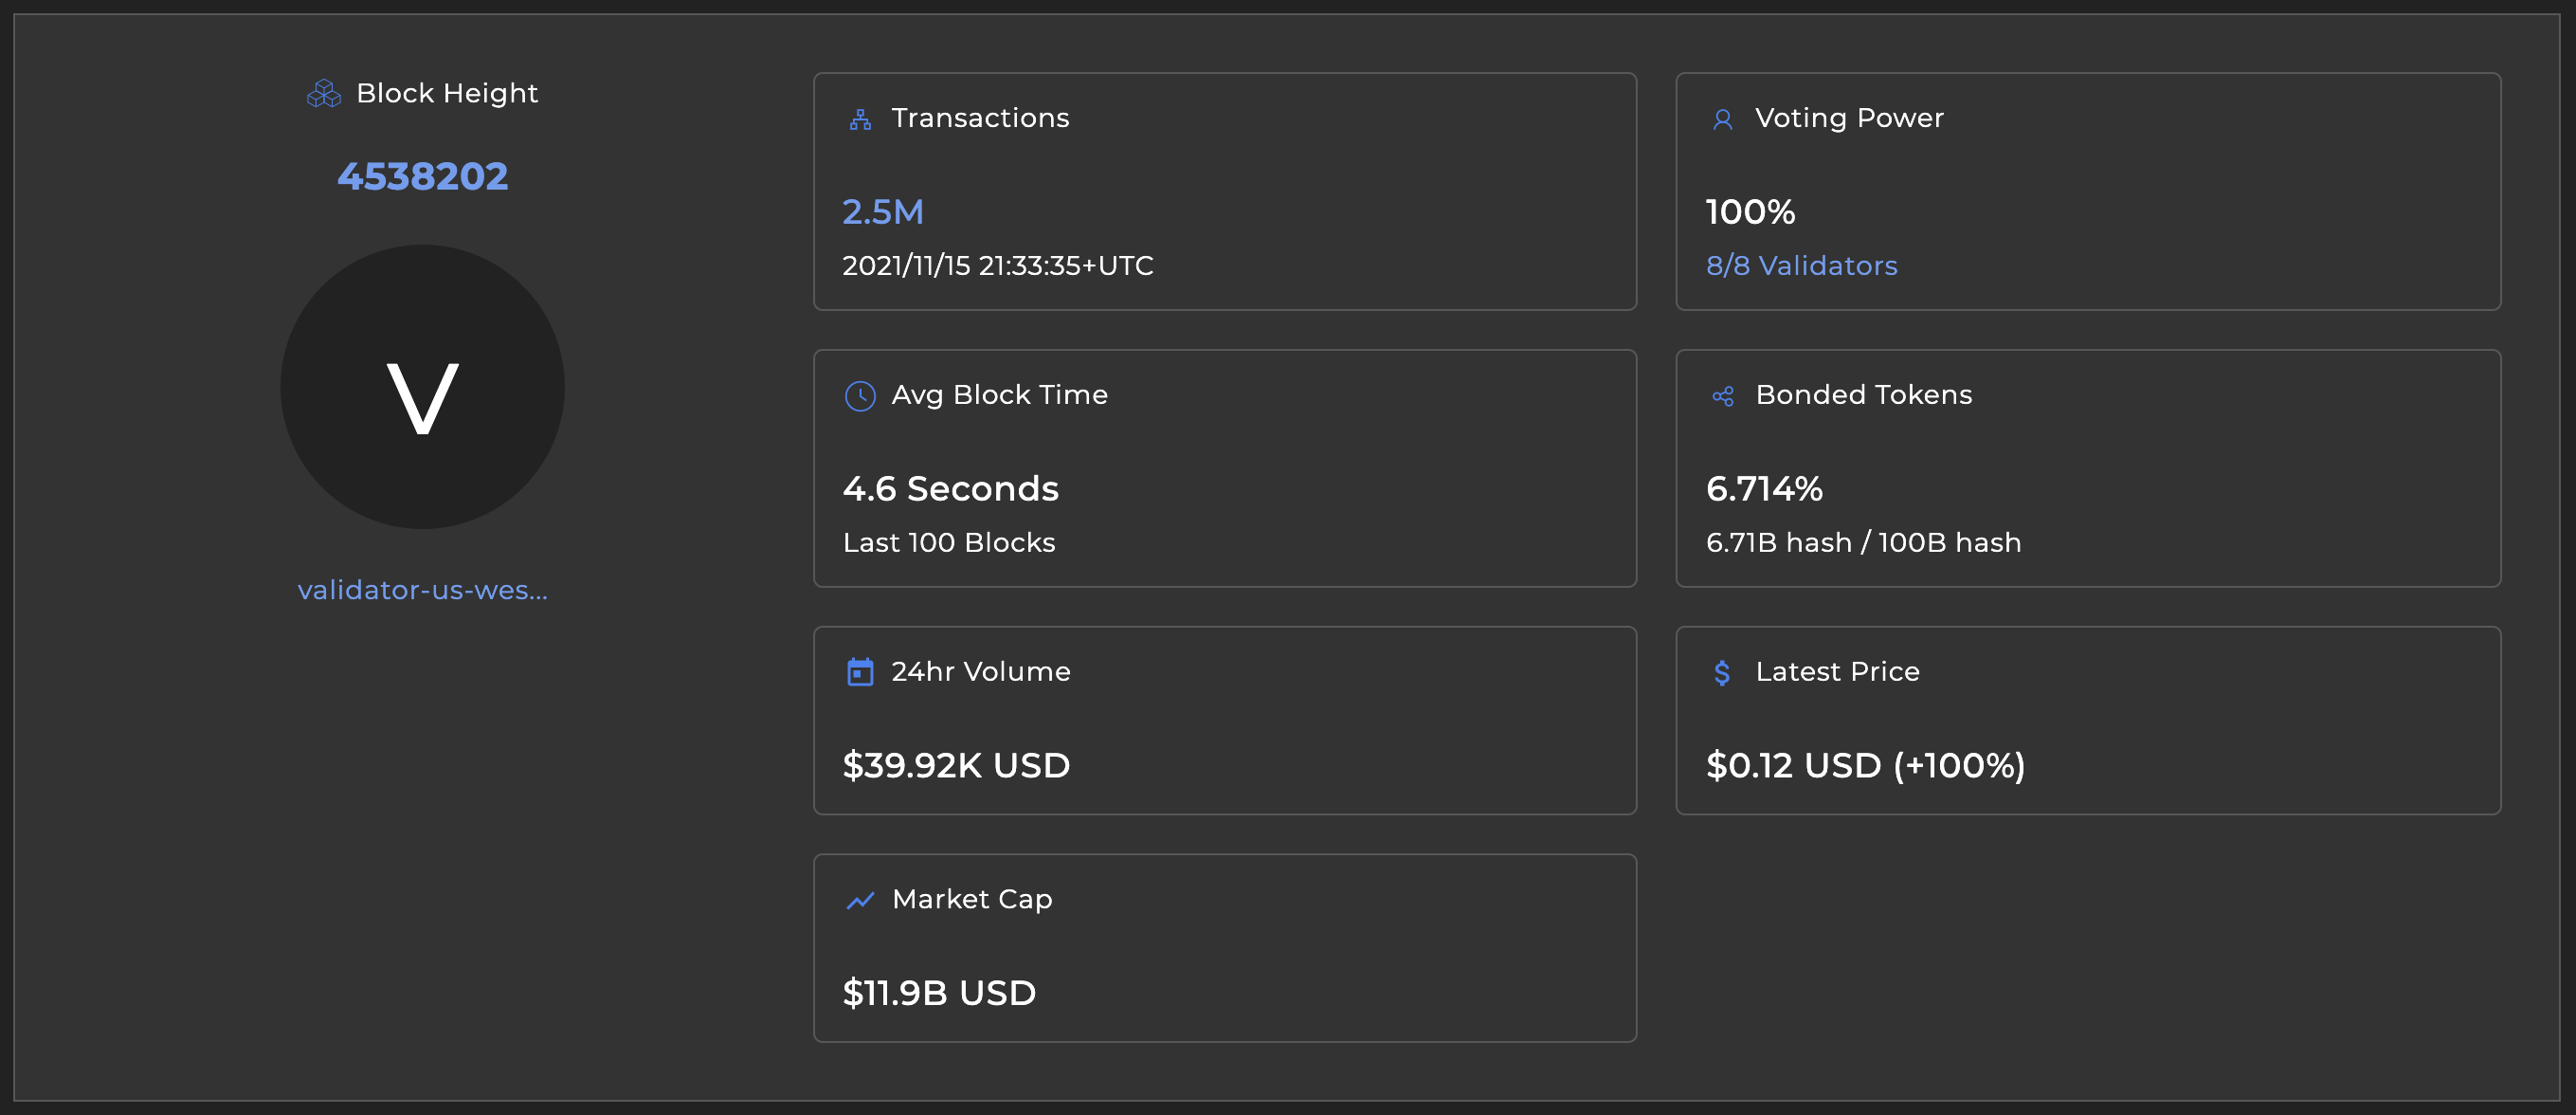 Block Height
4538202
V
validator-us-wes...
Transactions
2.5M
2021/11/15 21:33:35+UTC
Voting Power
100%
8/8 Validators
Avg Block Time
4.6 Seconds
Last 100 Blocks
Bonded Tokens
6.714%
6.71B hash / 100B hash
24hr Volume
$39.92K USD
Latest Price
$0.12 USD (+100%)
Market Cap
$11.9B USD